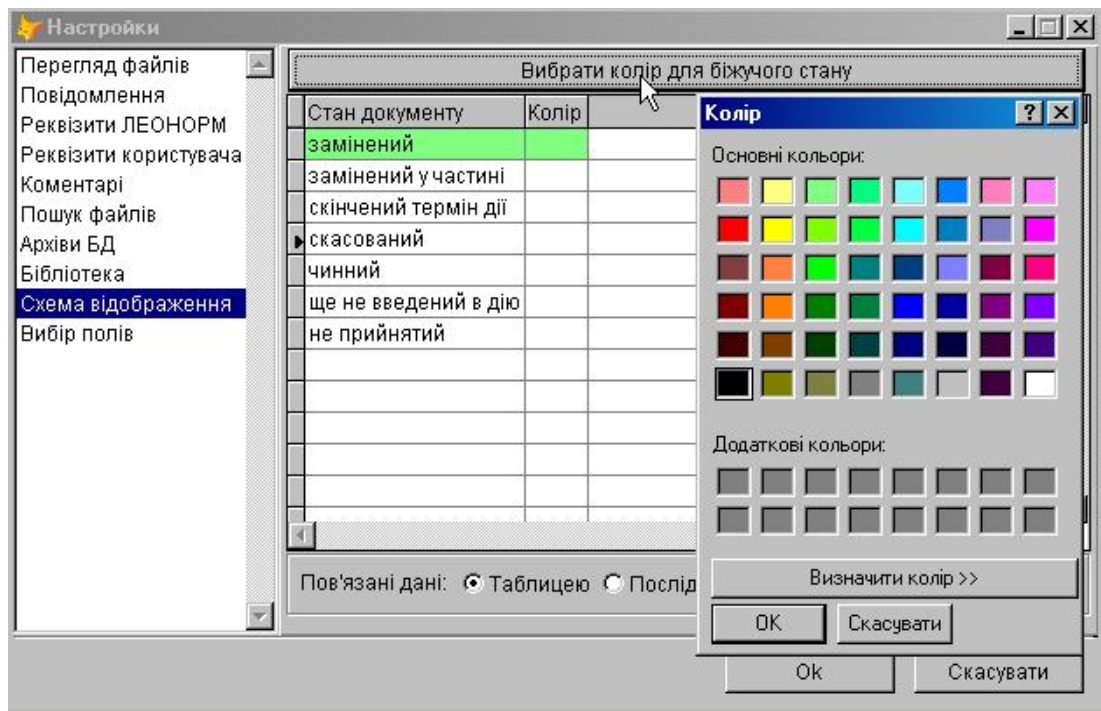 Настройки
Перегляд файлів
Повідомлення
Реквізити ЛЕОНОРМ
Реквізити користувача
Коментарі
Пошук файлів
Архіви БД
Бібліотека
Схема відображення
Вибір полів
Вибрати колір для біжучого стану
Стан документу Колір
замінений
замінений у частині
скінчений термін дії
скасований
чинний
ще не введений в дію
не прийнятий
Пов'язані дані: Таблицею Послід
Колір
Основні кольори:
Додаткові кольори:
Визначити колір >>
OK Скасувати
Ok Скасувати